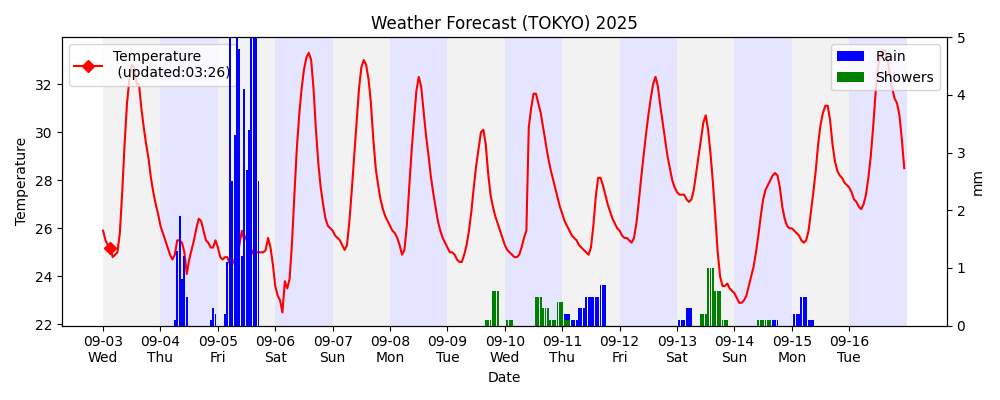 Weather Forecast (TOKYO) 2025
Temperature
(updated:03:26)
Rain
Showers
Temperature
32
30
28
26
24
22
5
4
3
2
1
0
mm
09-03 09-04 09-05 09-06 09-07 09-08 09-09 09-10 09-11 09-12 09-13 09-14 09-15 09-16
Wed Thu Fri Sat Sun Mon Tue Wed Thu Fri Sat Sun Mon Tue
Date